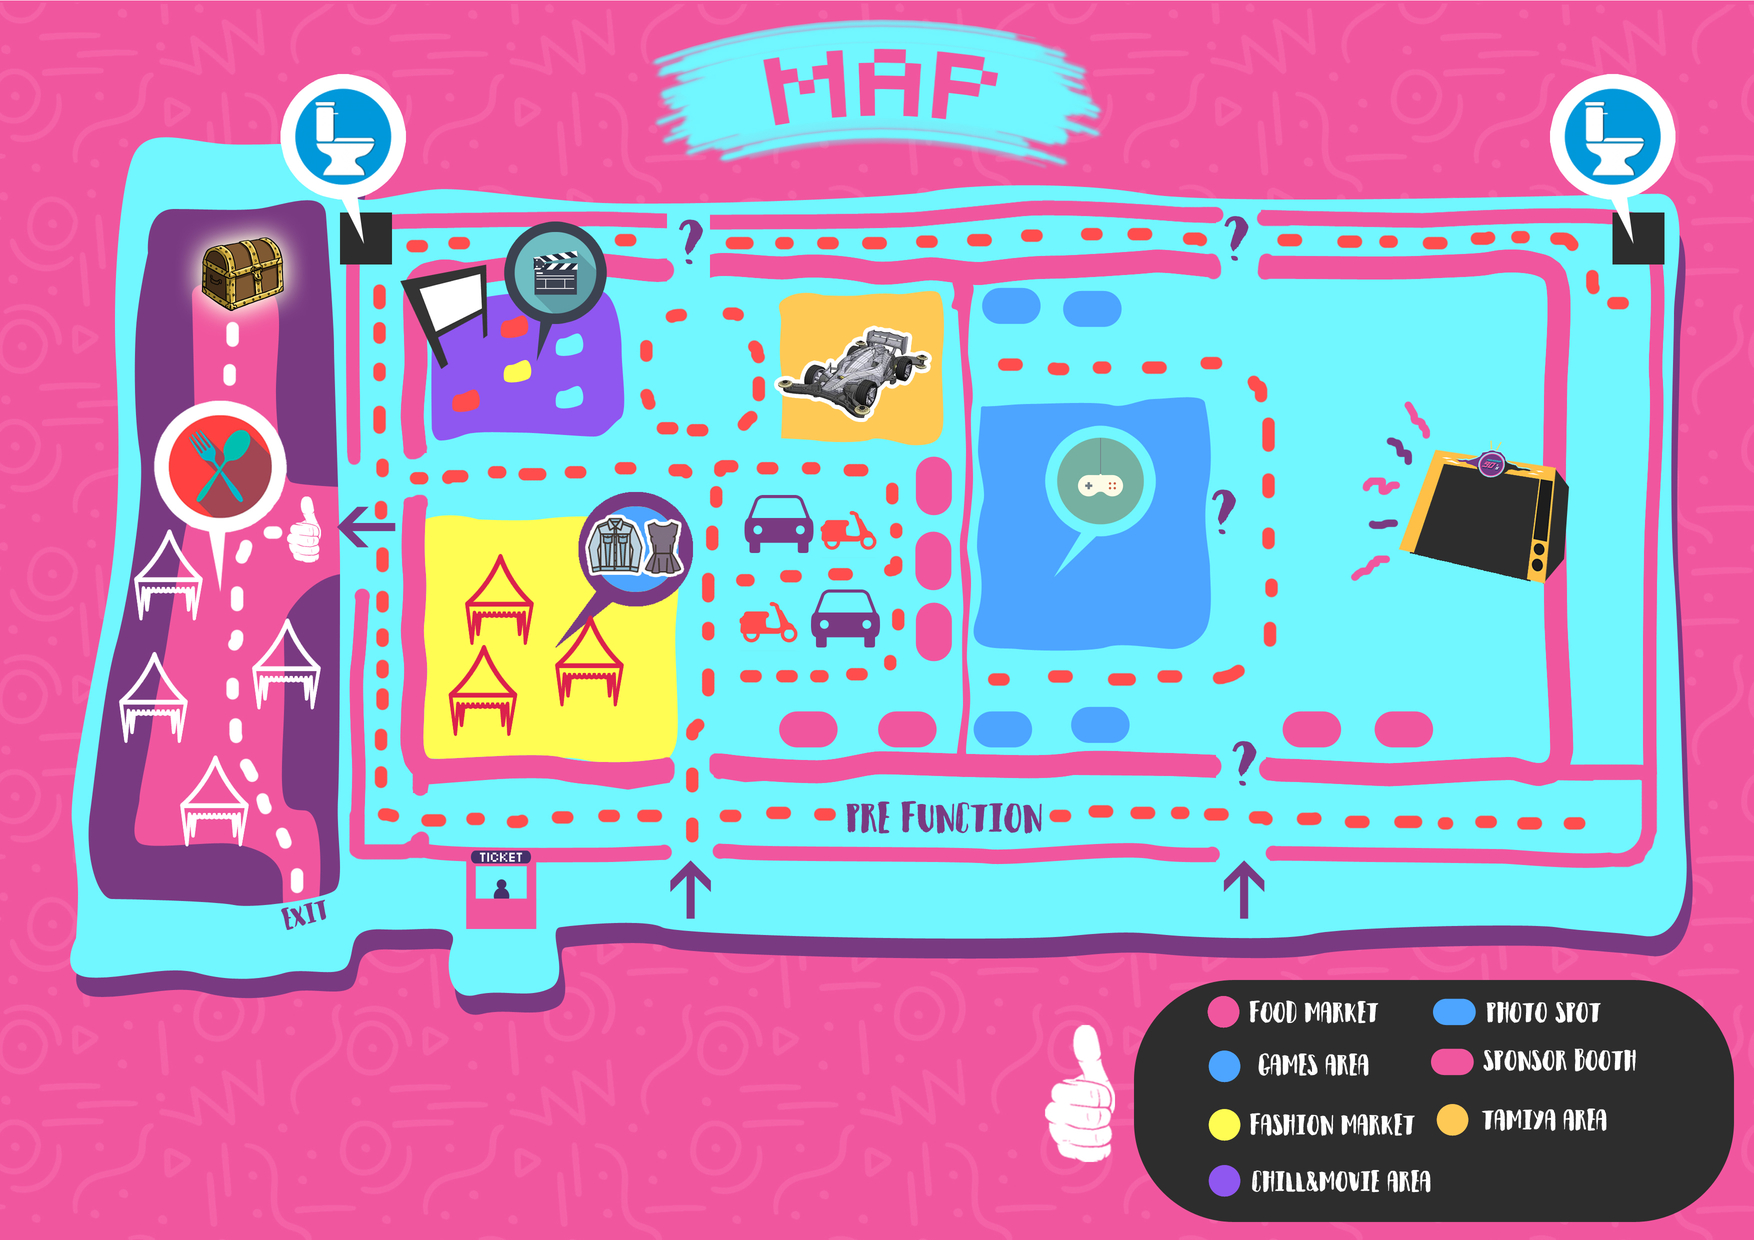 MAP
?
?
?
PRE FUNCTION
?
TICKET
EXIT
FOOD MARKET
PHOTO SPOT
GAMES AREA
SPONSOR BOOTH
FASHION MARKET
TAMIYA AREA
CHILL&MOVIE AREA